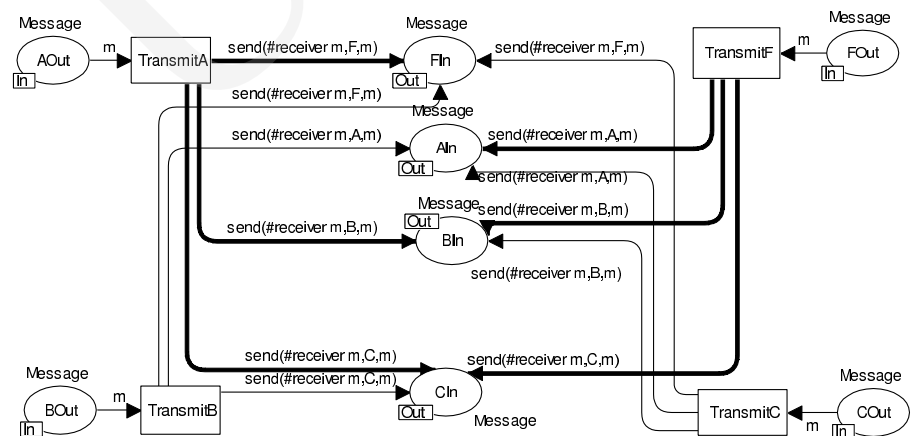 Message
Message
Message
AOut
In
m
TransmitA
send(#receiver m,F,m)
FIn
Out
send(#receiver m,F,m)
TransmitF
m
FOut
In
send(#receiver m,F,m)
Message
send(#receiver m,A,m)
AIn
Out
send(#receiver m,A,m)
send(#receiver m,A,m)
Message
Out
send(#receiver m,B,m)
send(#receiver m,B,m)
BIn
send(#receiver m,B,m)
send(#receiver m,C,m)
send(#receiver m,C,m)
send(#receiver m,C,m)
CIn
Out
Message
Message
BOut
In
m
TransmitB
Message
TransmitC
m
COut
In